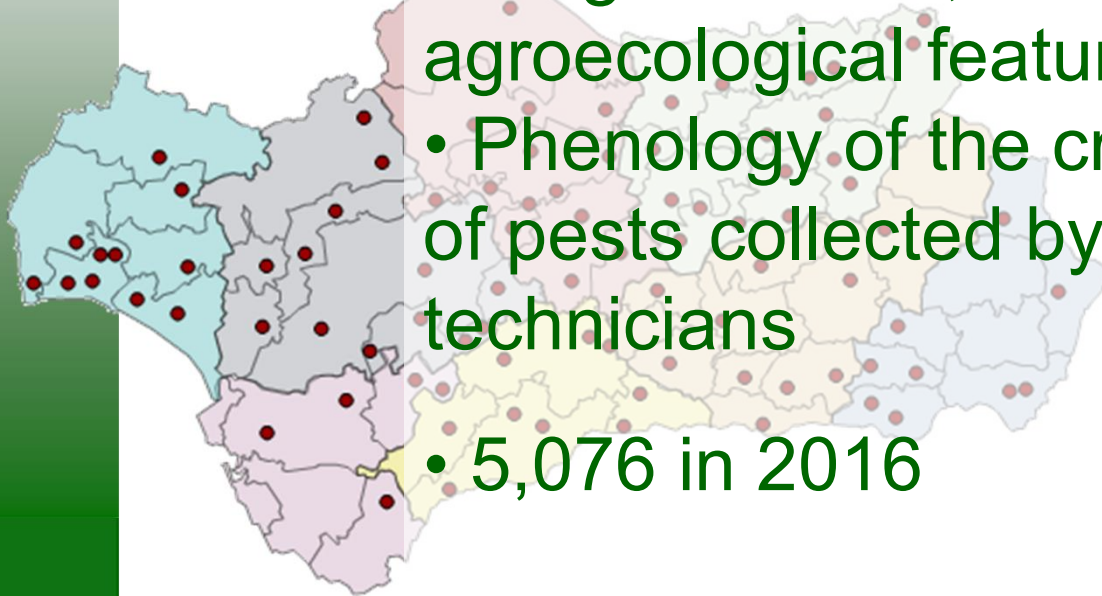 agroecological featu
• Phenology of the c
of pests collected by
technicians
• 5,076 in 2016